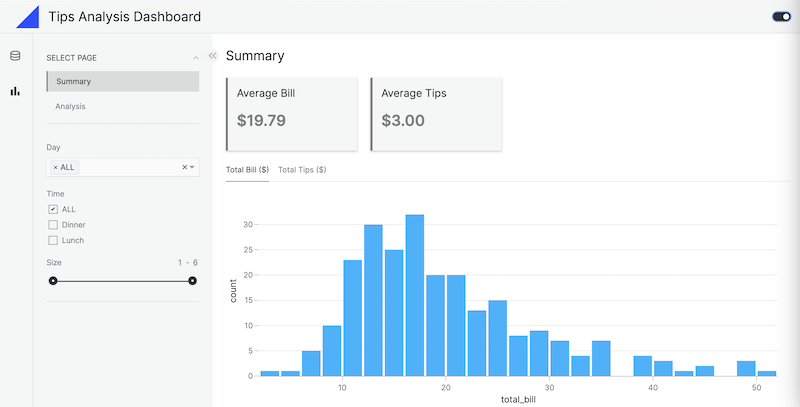 Tips Analysis Dashboard
SELECT PAGE
Summary
Analysis
Day
× ALL
Time
ALL
Dinner
Lunch
Size 1 - 6
Summary
Average Bill
$19.79
Average Tips
$3.00
Total Bill ($) Total Tips ($)
30
25
20
15
10
5
0
count
10 20 30 40 50
total_bill